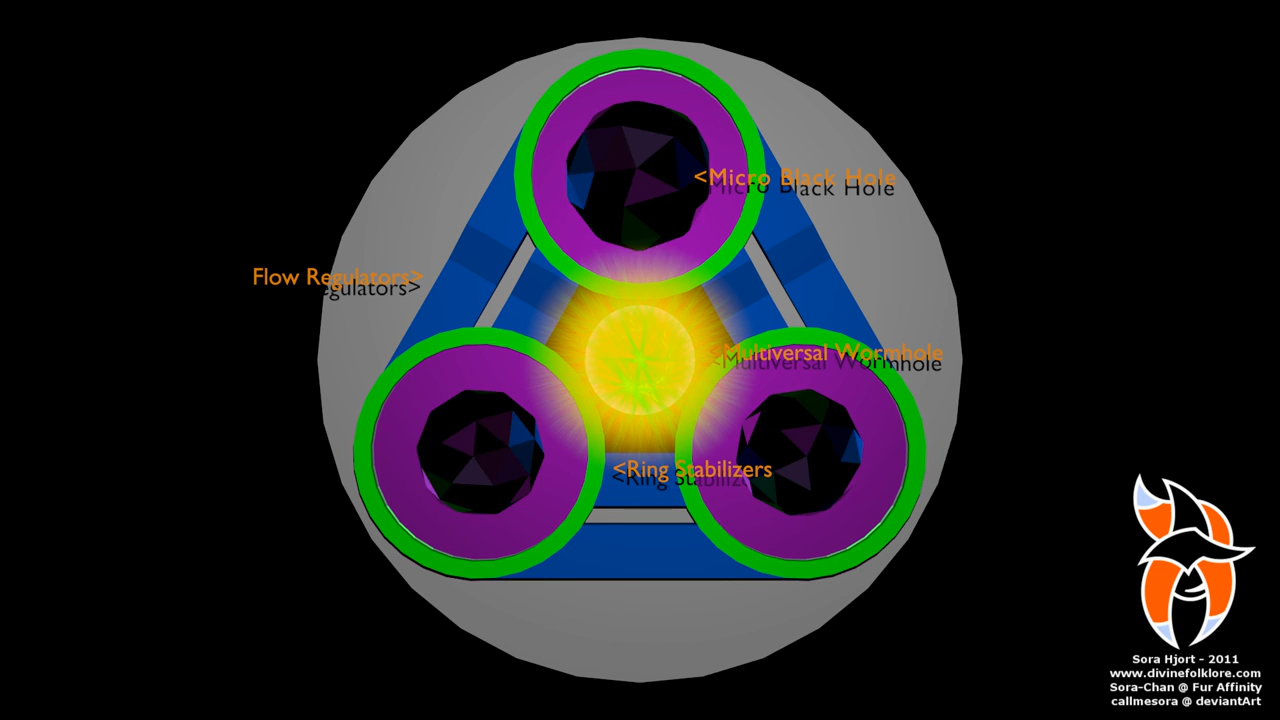 <Micro Black Hole
Flow Regulators>
<Multiversal Wormhole
<Ring Stabilizers
Sora Hjort - 2011
www.divinefolklore.com
Sora-Chan @ Fur Affinity
callmesora @ deviantArt